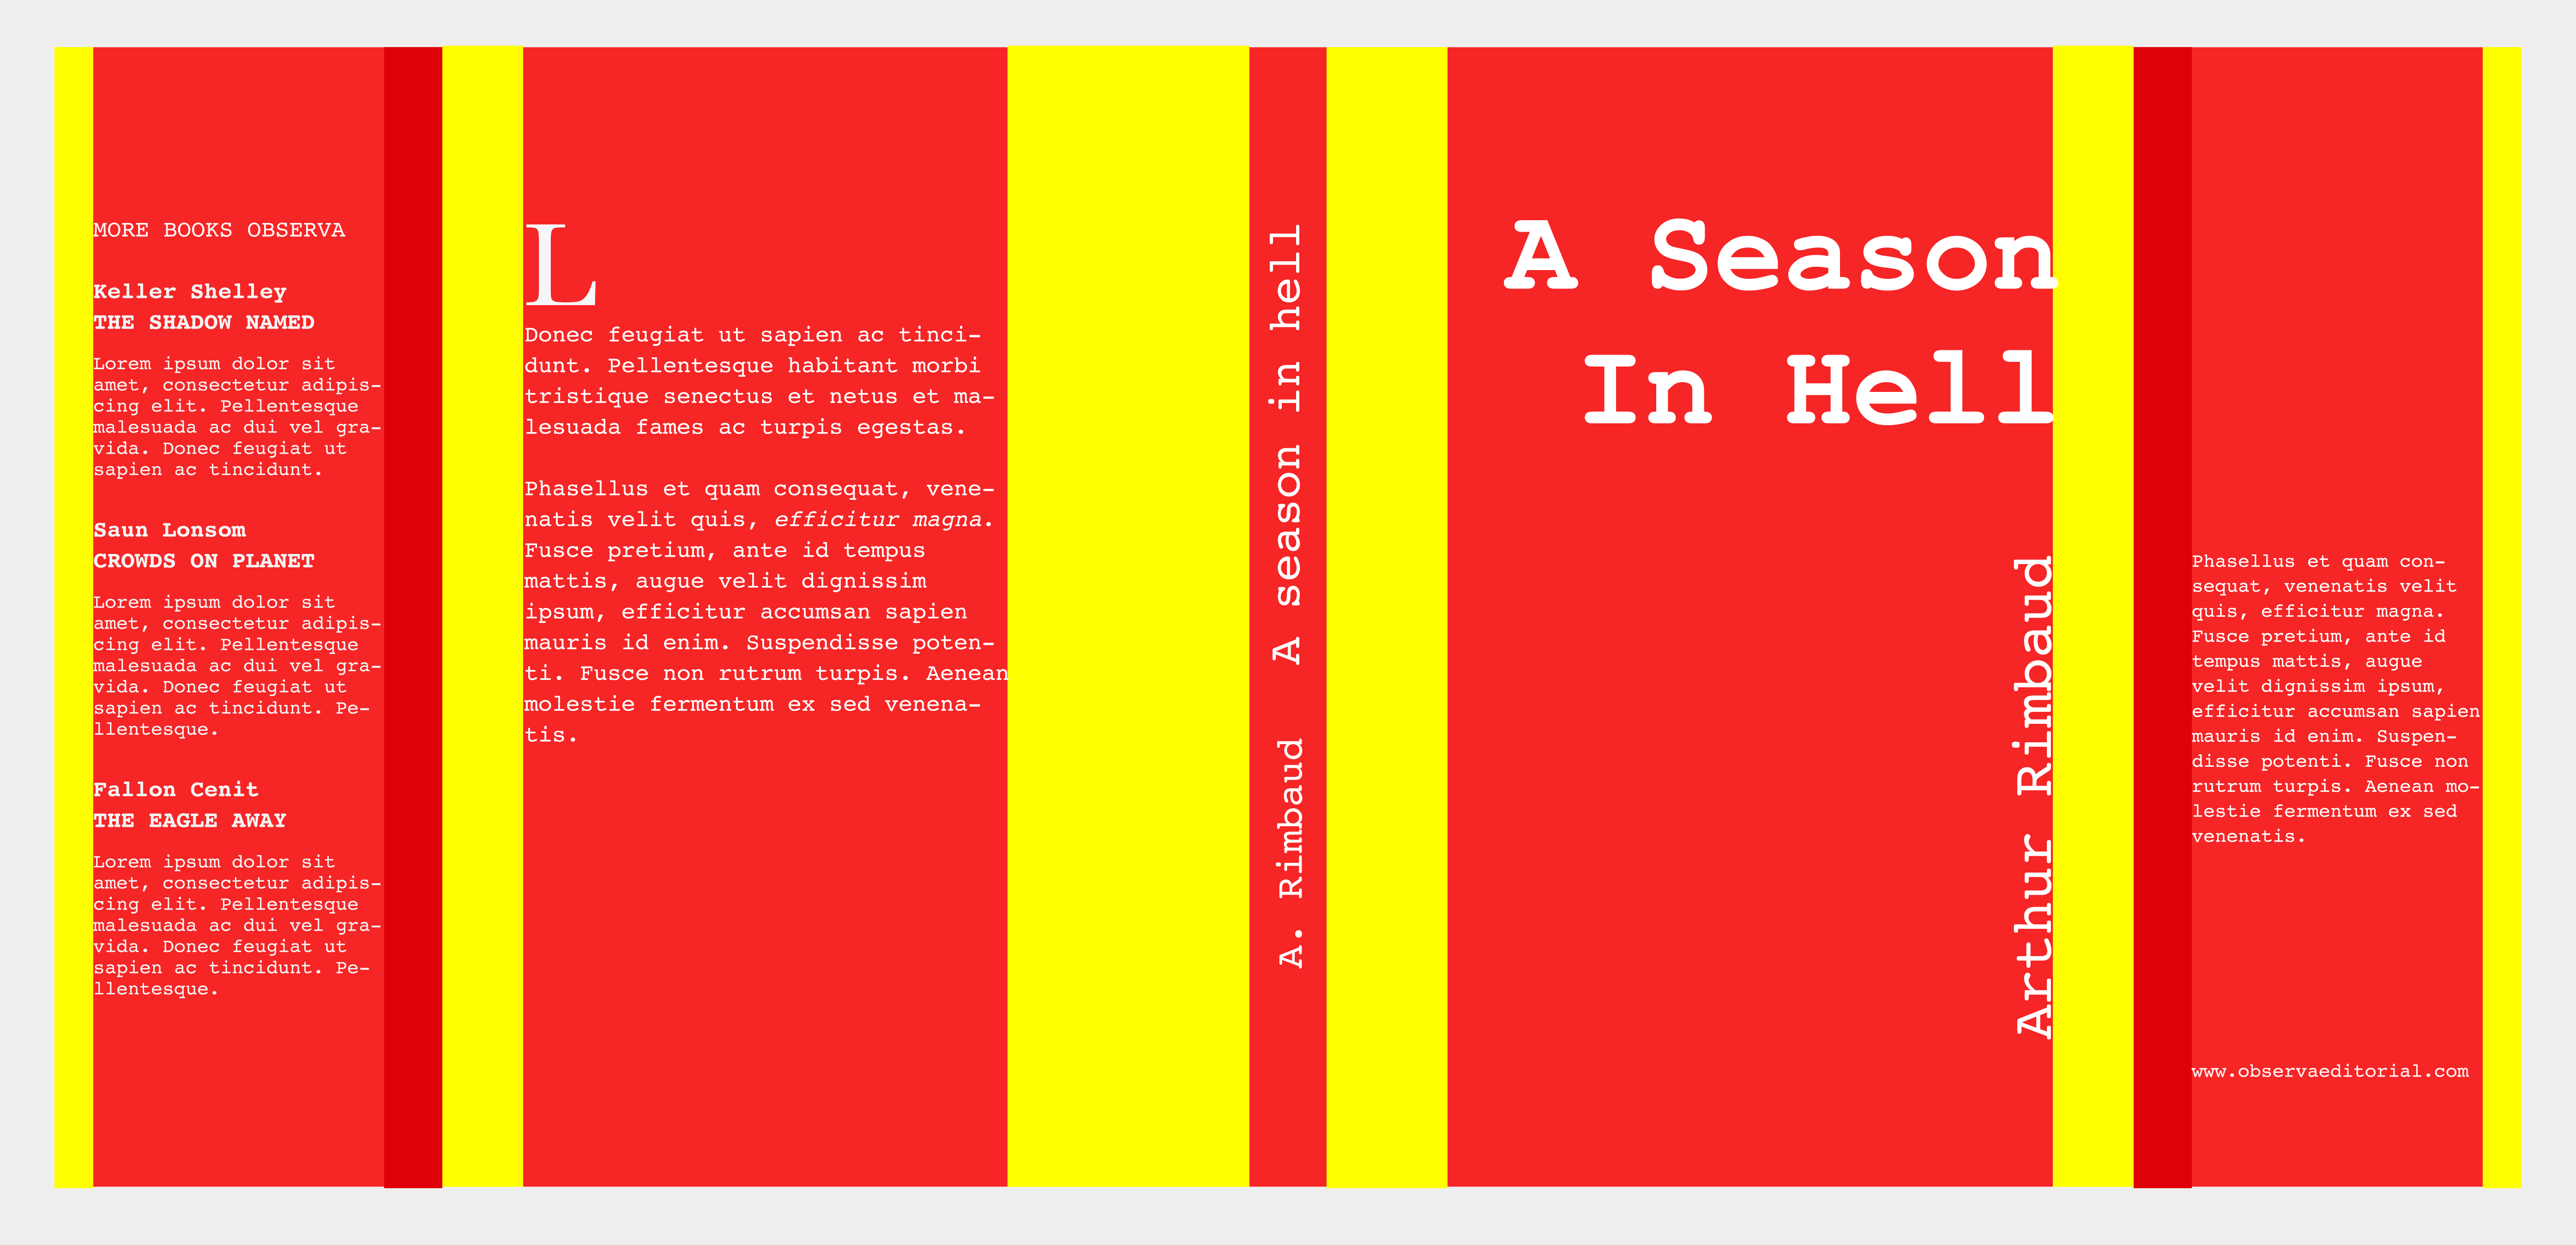 MORE BOOKS OBSERVA
Keller Shelley
THE SHADOW NAMED
Lorem ipsum dolor sit
amet, consectetur adipis-
cing elit. Pellentesque
malesuada ac dui vel gra-
vida. Donec feugiat ut
sapien ac tincidunt.
Saun Lonsom
CROWDS ON PLANET
Lorem ipsum dolor sit
amet, consectetur adipis-
cing elit. Pellentesque
malesuada ac dui vel gra-
vida. Donec feugiat ut
sapien ac tincidunt. Pe-
llentesque.
Fallon Cenit
THE EAGLE AWAY
Lorem ipsum dolor sit
amet, consectetur adipis-
cing elit. Pellentesque
malesuada ac dui vel gra-
vida. Donec feugiat ut
sapien ac tincidunt. Pe-
llentesque.
L
Donec feugiat ut sapien ac tinci-
dunt. Pellentesque habitant morbi
tristique senectus et netus et ma-
lesuada fames ac turpis egestas.
Phasellus et quam consequat, vene-
natis velit quis, efficitur magna.
Fusce pretium, ante id tempus
mattis, augue velit dignissim
ipsum, efficitur accumsan sapien
mauris id enim. Suspendisse poten-
ti. Fusce non rutrum turpis. Aenean
molestie fermentum ex sed venena-
tis.
A. Rimbaud A season in hell
A Season
In Hell
Arthur Rimbaud
Phasellus et quam con-
sequat, venenatis velit
quis, efficitur magna.
Fusce pretium, ante id
tempus mattis, augue
velit dignissim ipsum,
efficitur accumsan sapien
mauris id enim. Suspen-
disse potenti. Fusce non
rutrum turpis. Aenean mo-
lestie fermentum ex sed
venenatis.
www.observaeditorial.com